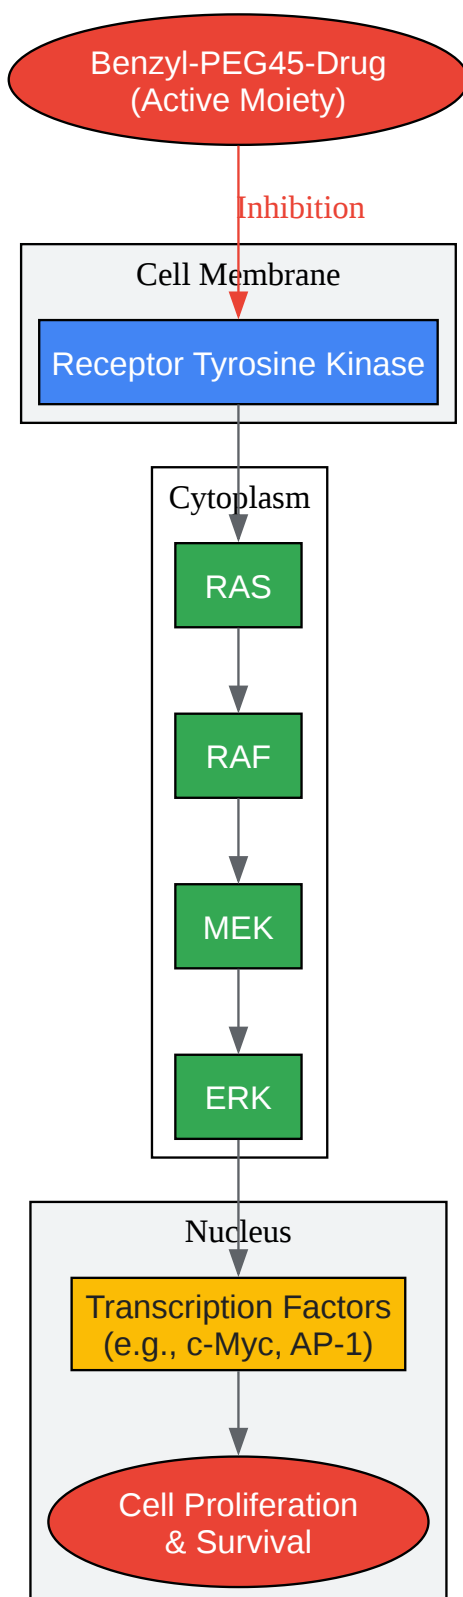 Benzyl-PEG45-Drug
(Active Moiety)
Inhibition
Cell Membrane
Receptor Tyrosine Kinase
Cytoplasm
RAS
RAF
MEK
ERK
Nucleus
Transcription Factors
(e.g., c-Myc, AP-1)
Cell Proliferation
& Survival